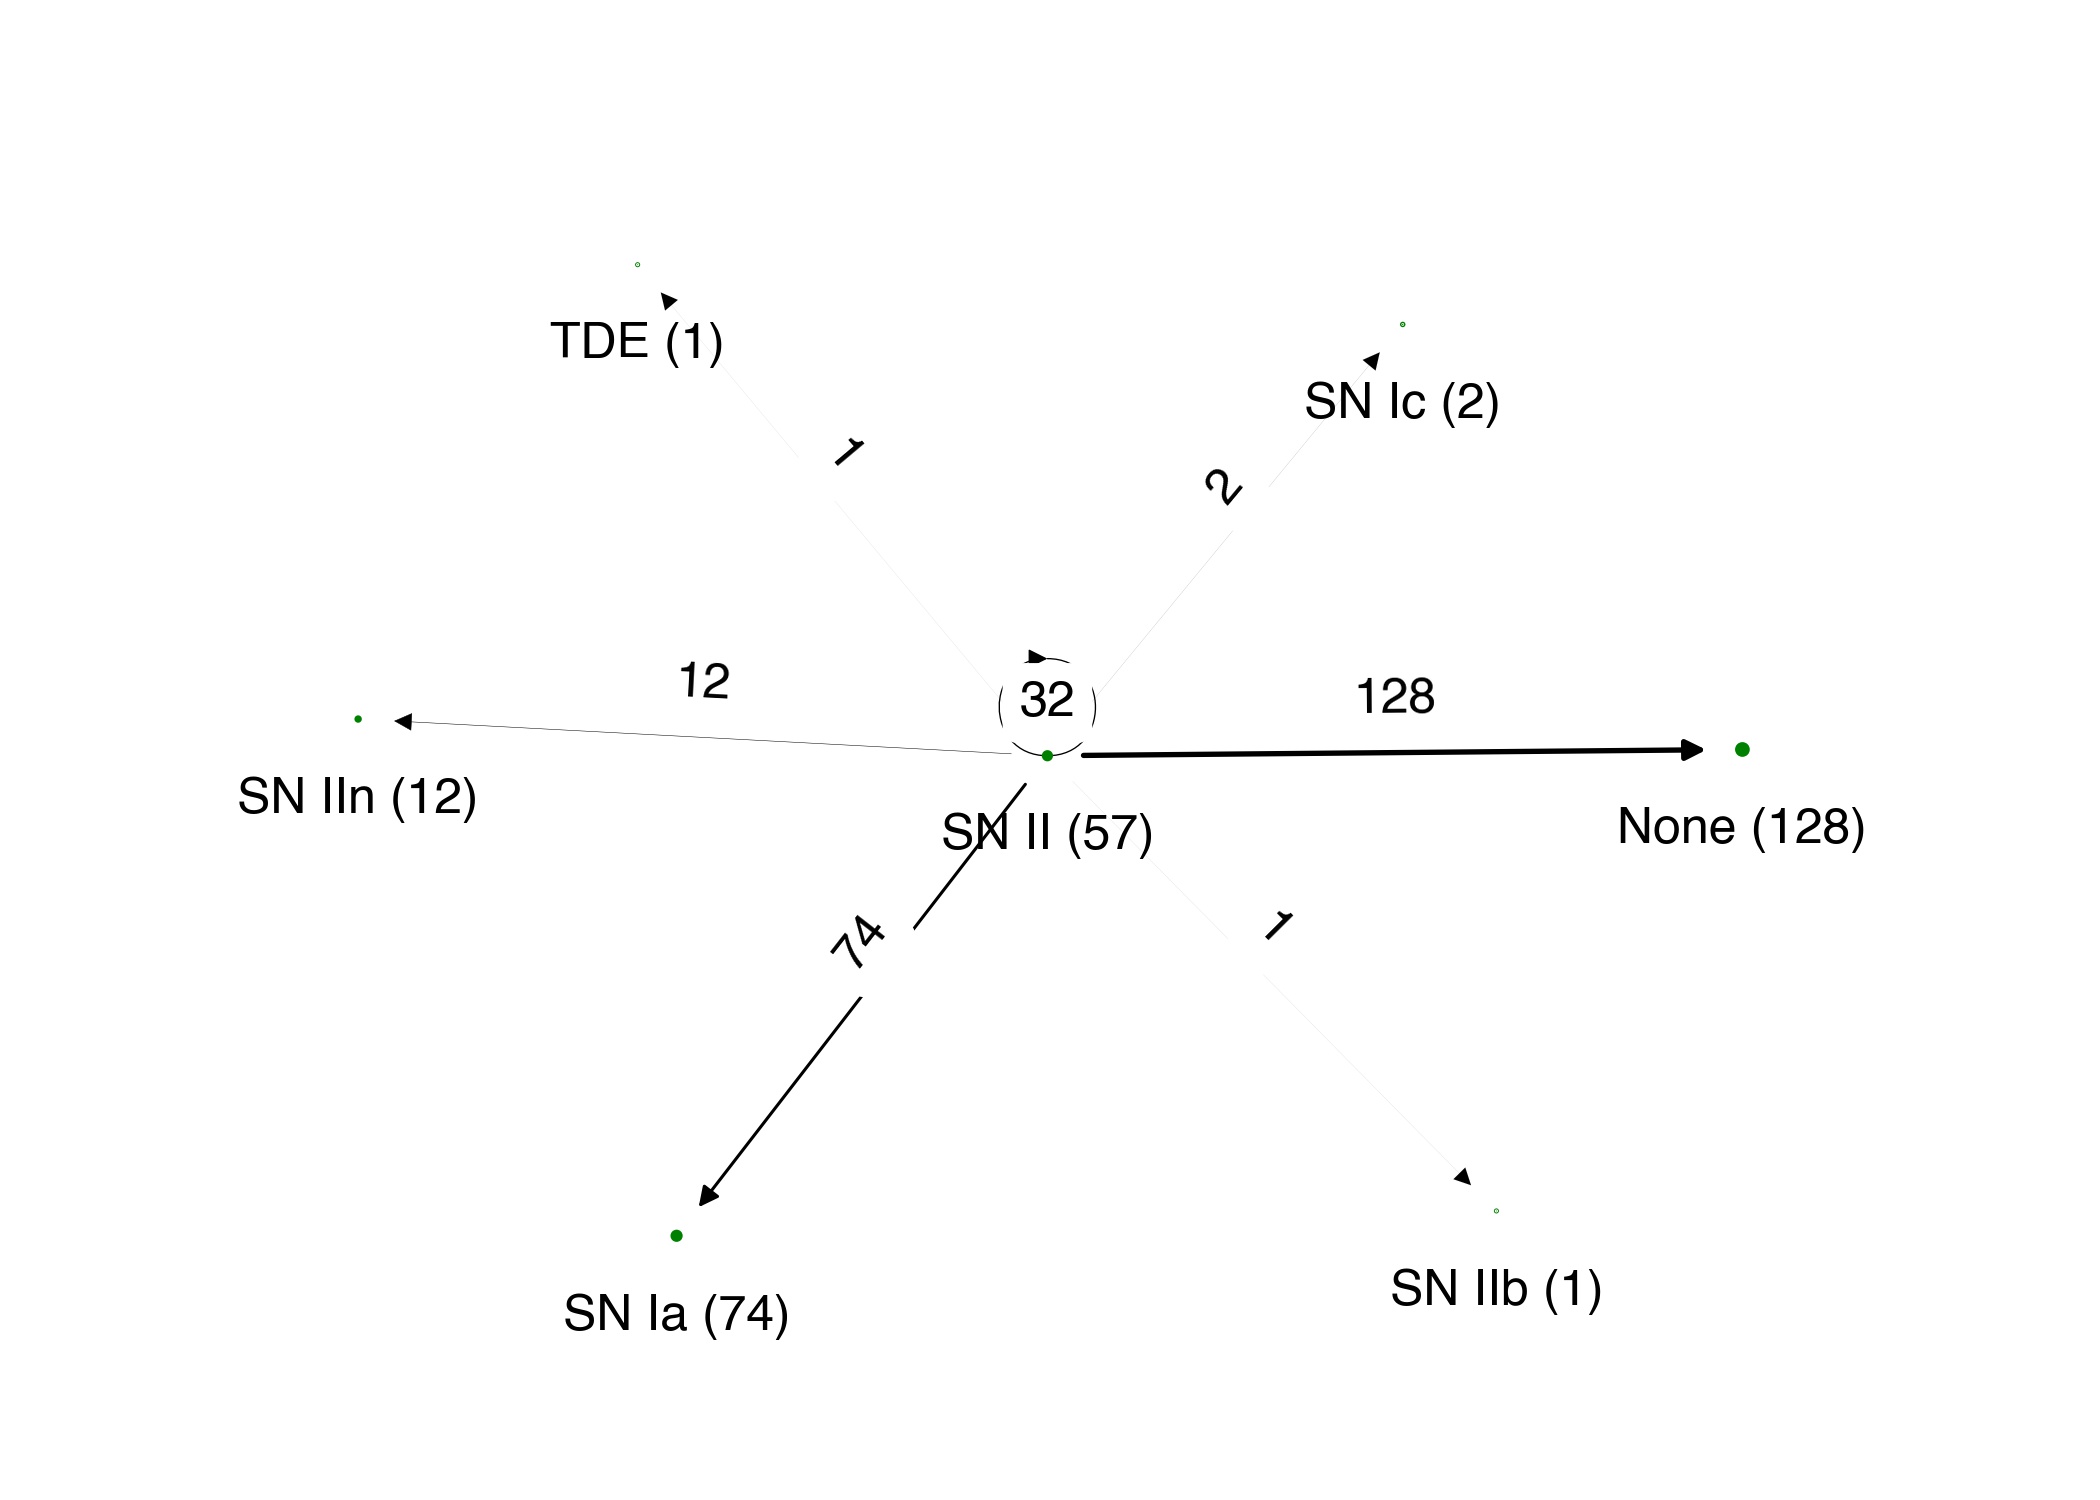 TDE (1)
SN Ic (2)
1
2
12
32
128
SN IIn (12)
SN II (57)
None (128)
74
1
SN Ia (74)
SN IIb (1)